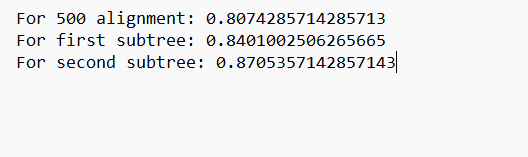 For 500 alignment: 0.8074285714285713
For first subtree: 0.8401002506265665
For second subtree: 0.8705357142857143